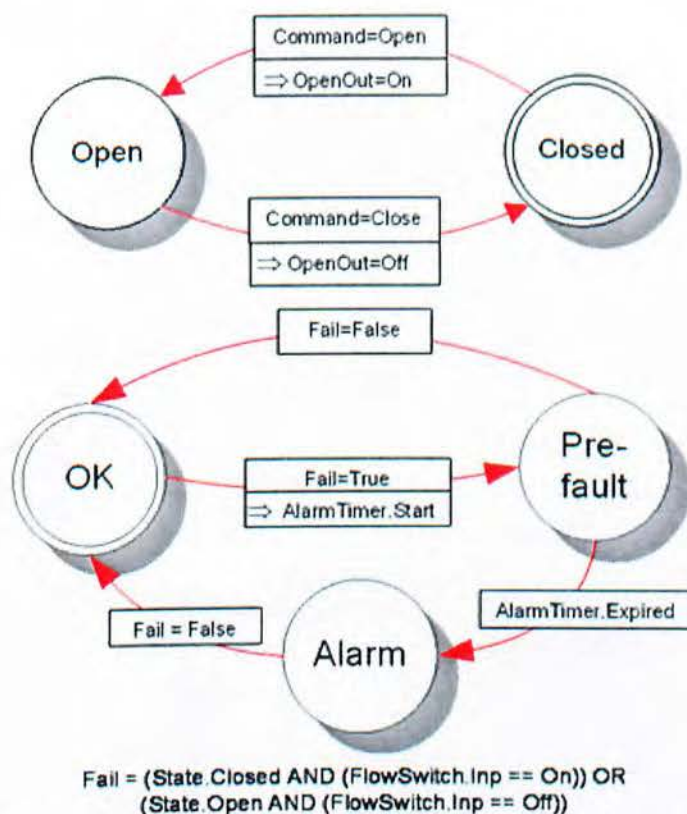 Command=Open
⇒ OpenOut=On
Open
Closed
Command=Close
⇒ OpenOut=Off
Fail=False
OK
Fail=True
⇒ AlarmTimer.Start
Pre-
fault
AlarmTimer.Expired
Fail = False
Alarm
Fail = (State.Closed AND (FlowSwitch.Inp == On)) OR
(State.Open AND (FlowSwitch.Inp == Off))